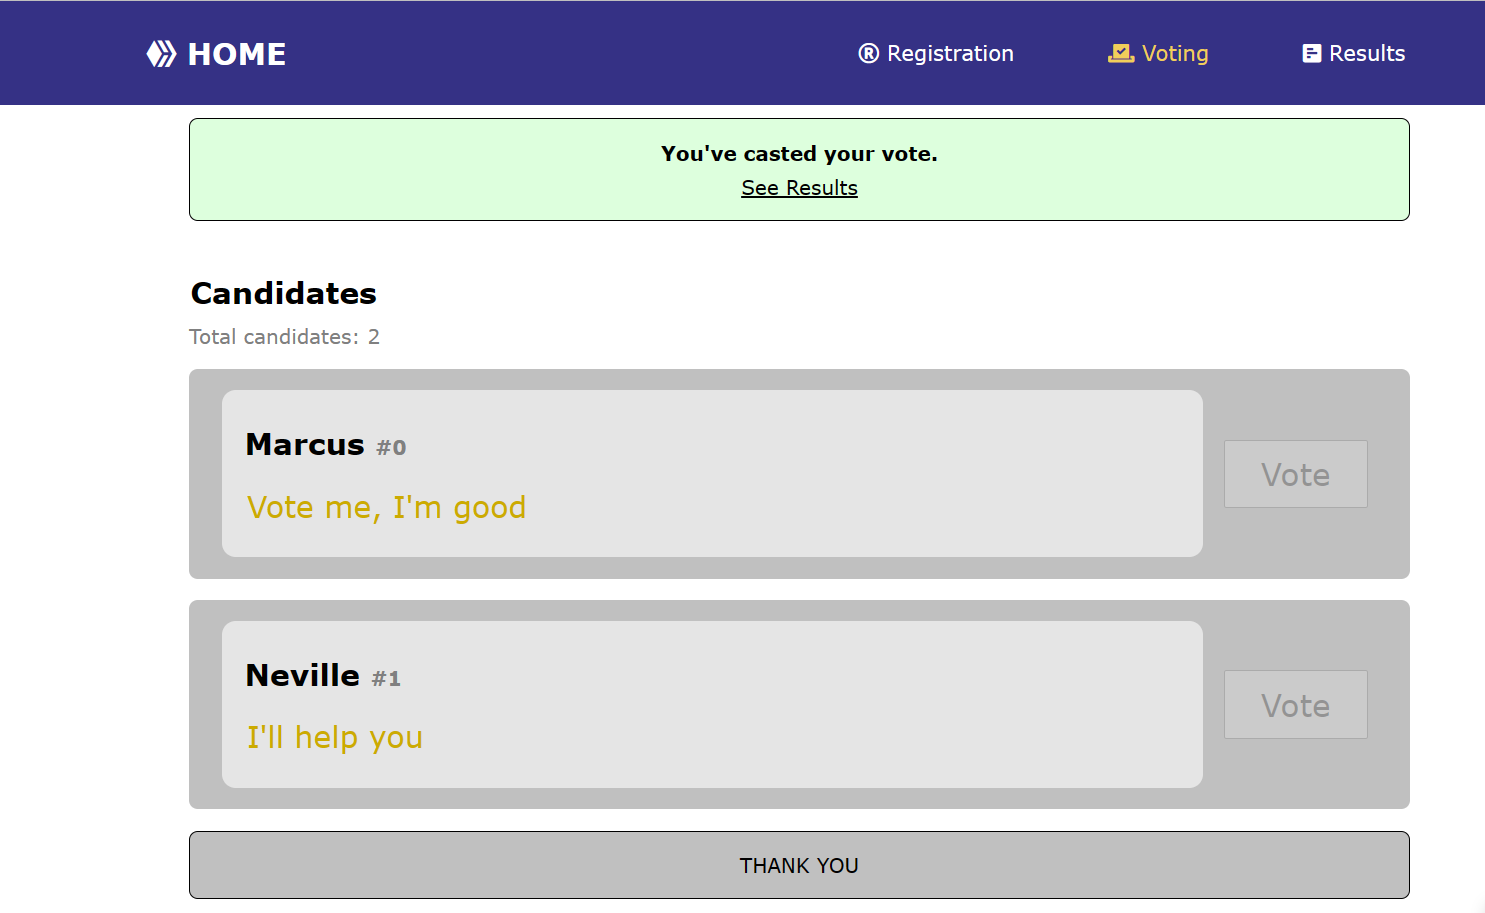 HOME
Registration
Voting
Results
You've casted your vote.
See Results
Candidates
Total candidates: 2
Marcus #0
Vote me, I'm good
Vote
Neville #1
I'll help you
Vote
THANK YOU